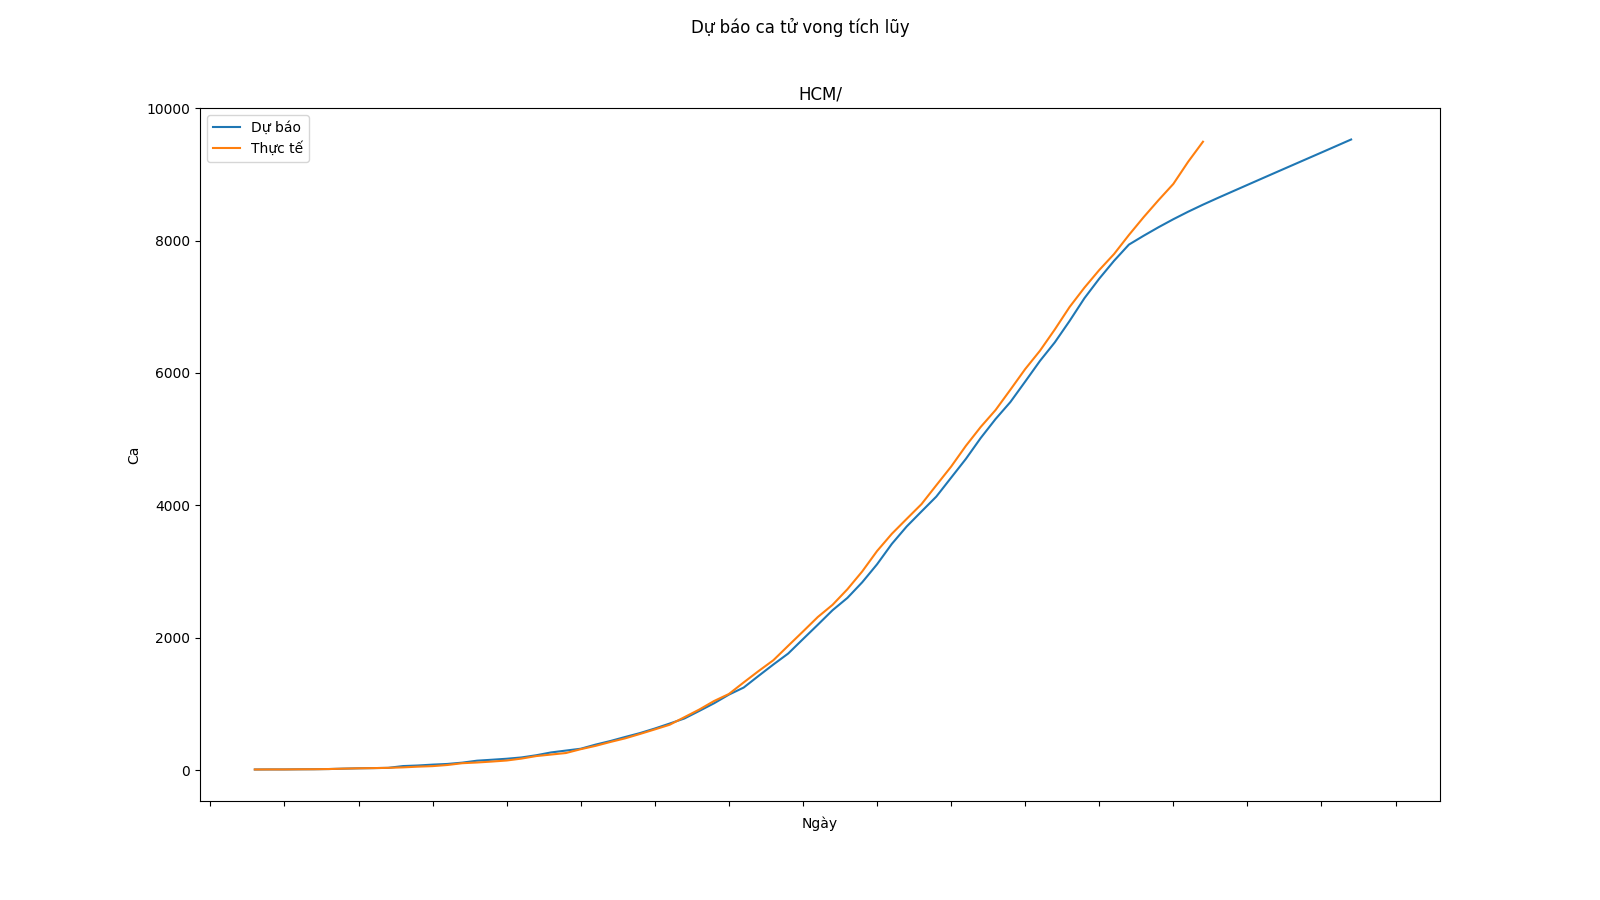 Dự báo ca tử vong tích lũy
HCM/
10000
8000
6000
4000
2000
0
Dự báo
Thực tế
Ca
Ngày